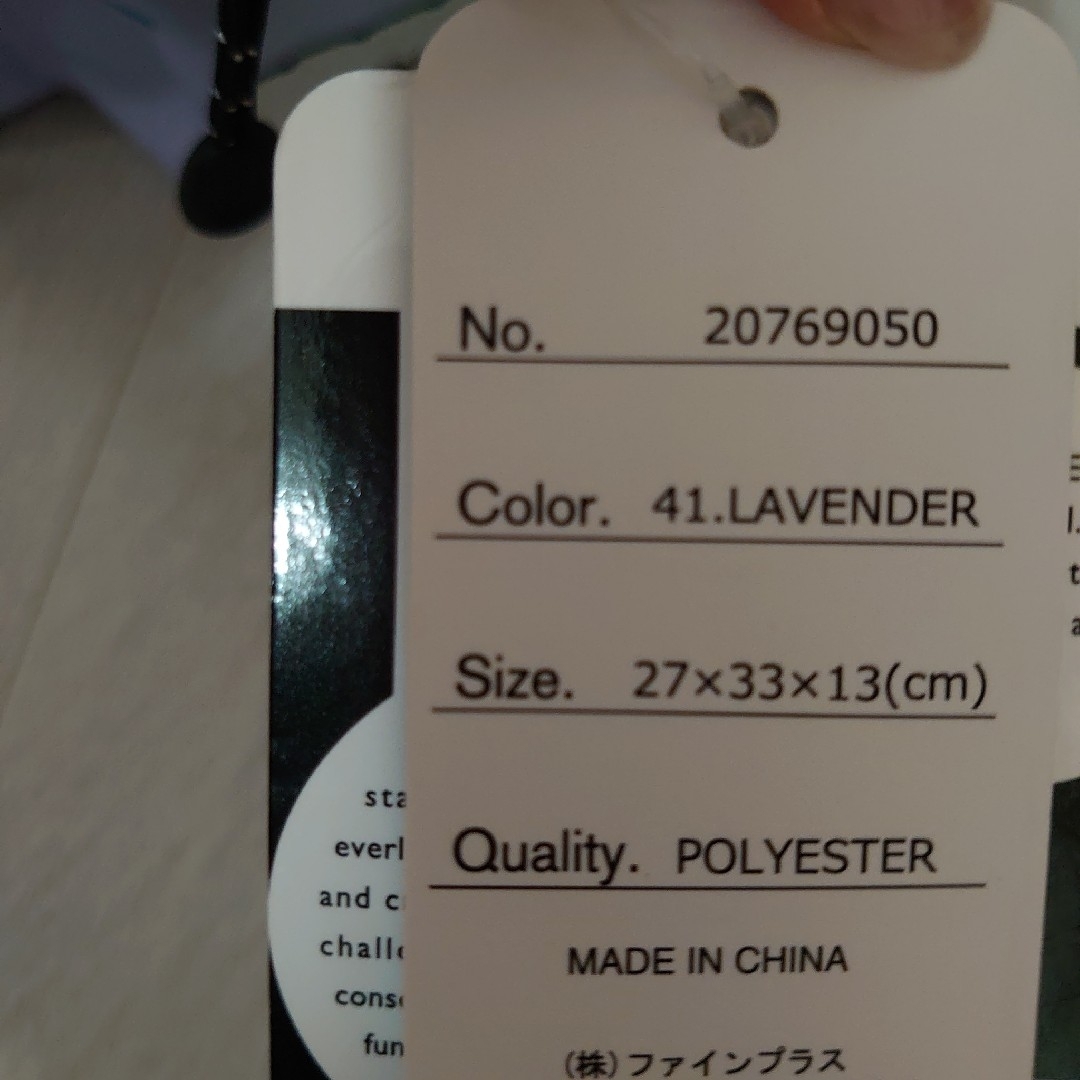 No. 20769050
Color. 41.LAVENDER
Size. 27×33×13(cm)
Quality. POLYESTER
MADE IN CHINA
(株)ファインプラス
and